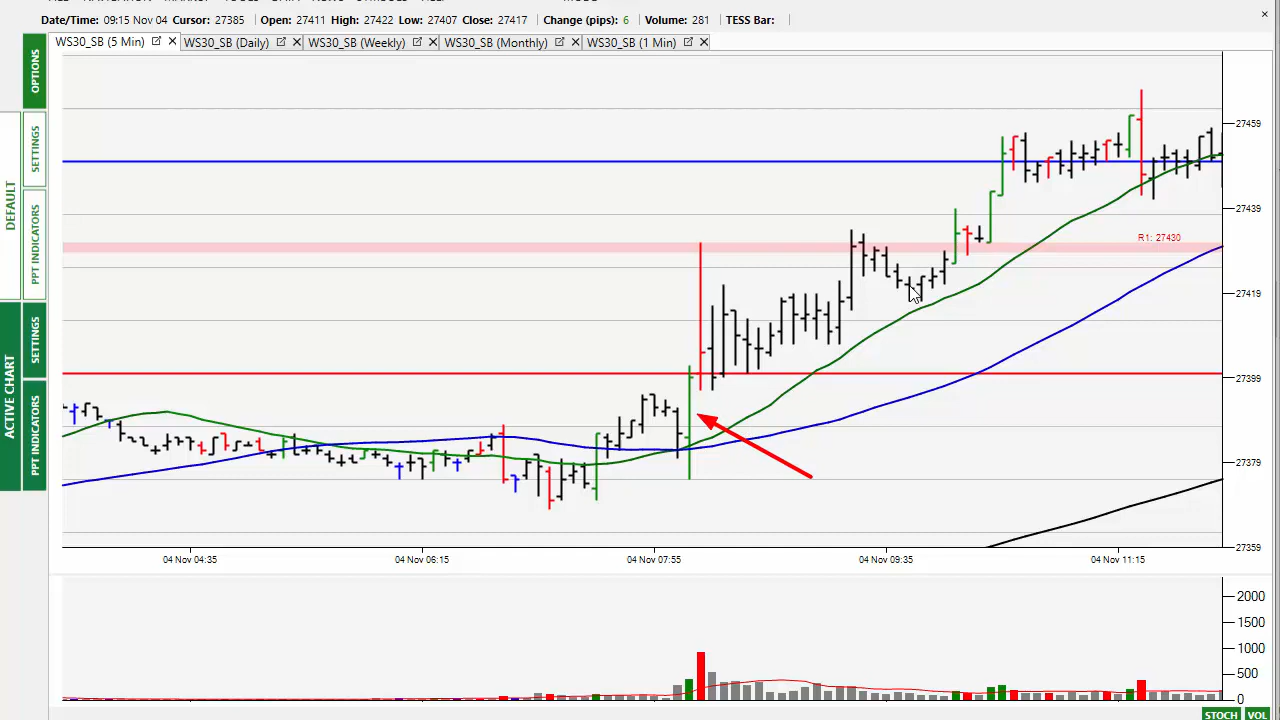 Date/Time: 09:15 Nov 04 Cursor: 27385 Open: 27411 High: 27422 Low: 27407 Close: 27417 Change (pips): 6 Volume: 281 TESS Bar:
WS30_SB (5 Min) WS30_SB (Daily) WS30_SB (Weekly) WS30_SB (Monthly) WS30_SB (1 Min)
OPTIONS
DEFAULT
SETTINGS
PPT INDICATORS
ACTIVE CHART
SETTINGS
PPT INDICATORS
27459
27439
R1: 27430
27419
27399
27379
27359
04 Nov 04:35 04 Nov 06:15 04 Nov 07:55 04 Nov 09:35 04 Nov 11:15
2000
1500
1000
500
0
STOCH VOL